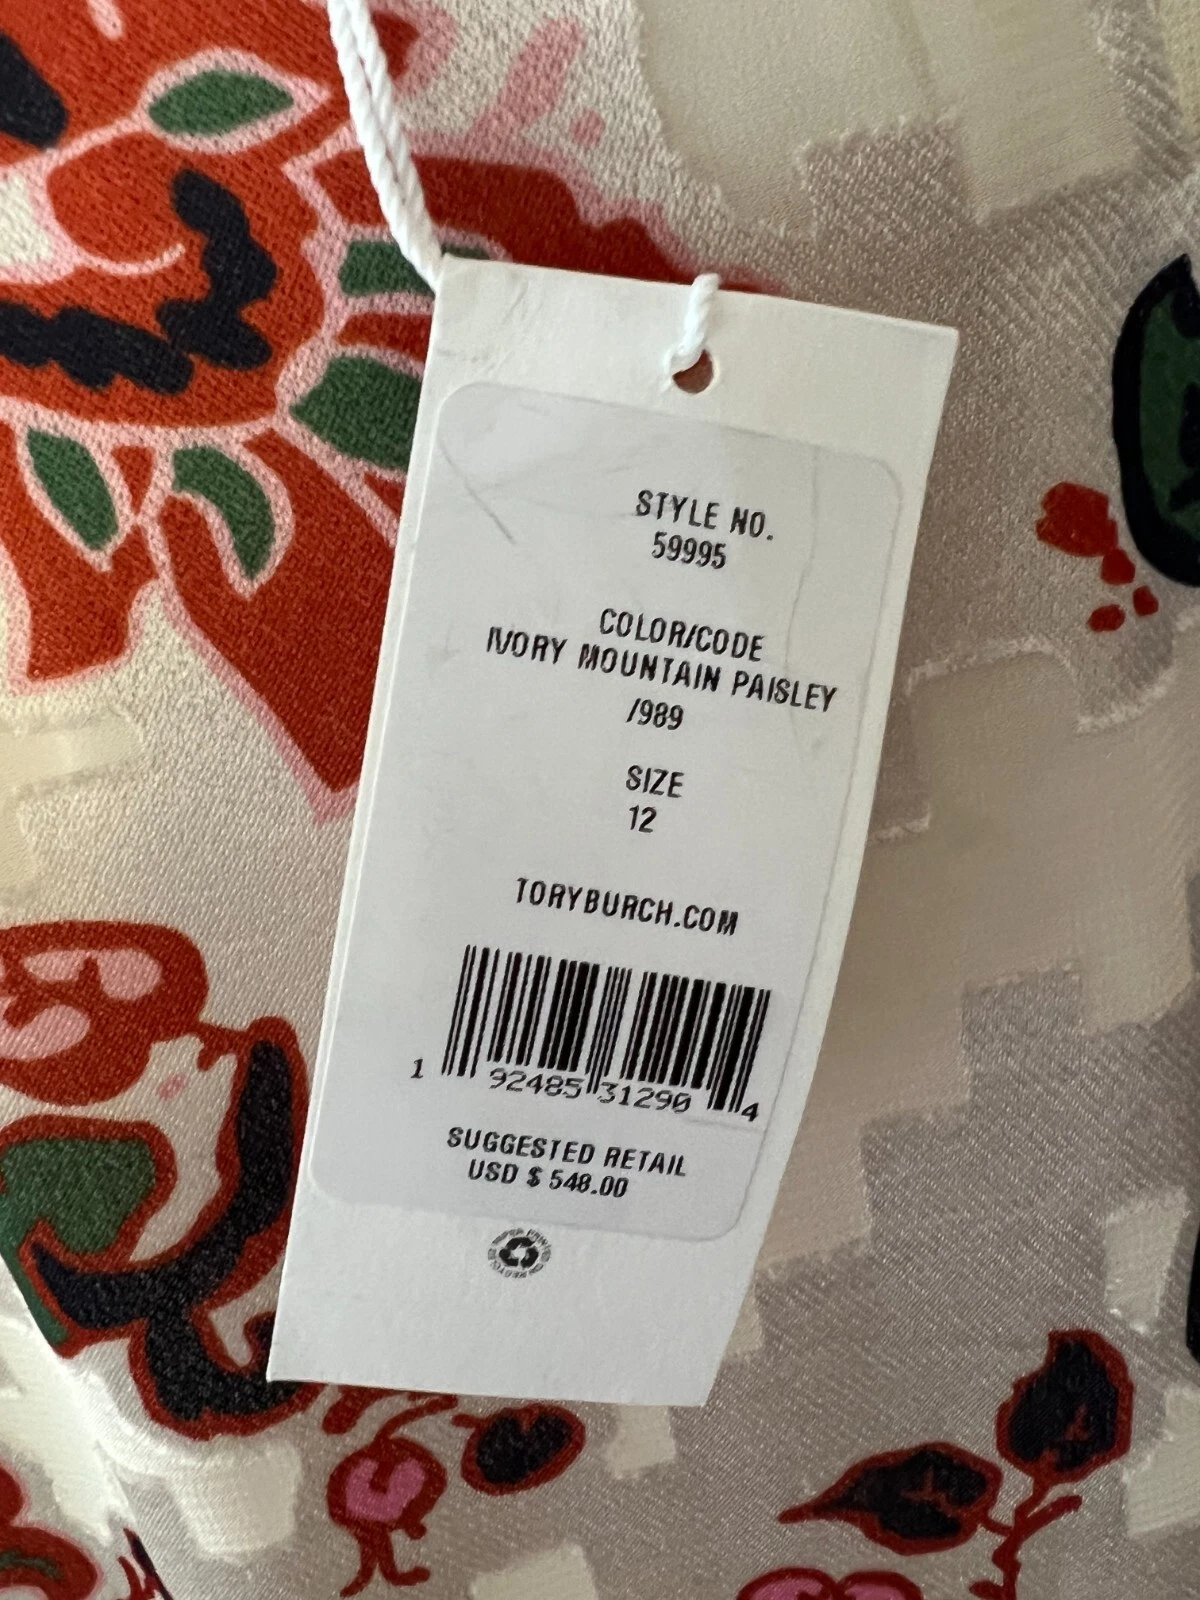 STYLE NO.
59995
COLOR/CODE
IVORY MOUNTAIN PAISLEY
/989
SIZE
12
TORYBURCH.COM
1 92485 31290 4
SUGGESTED RETAIL
USD $ 548.00